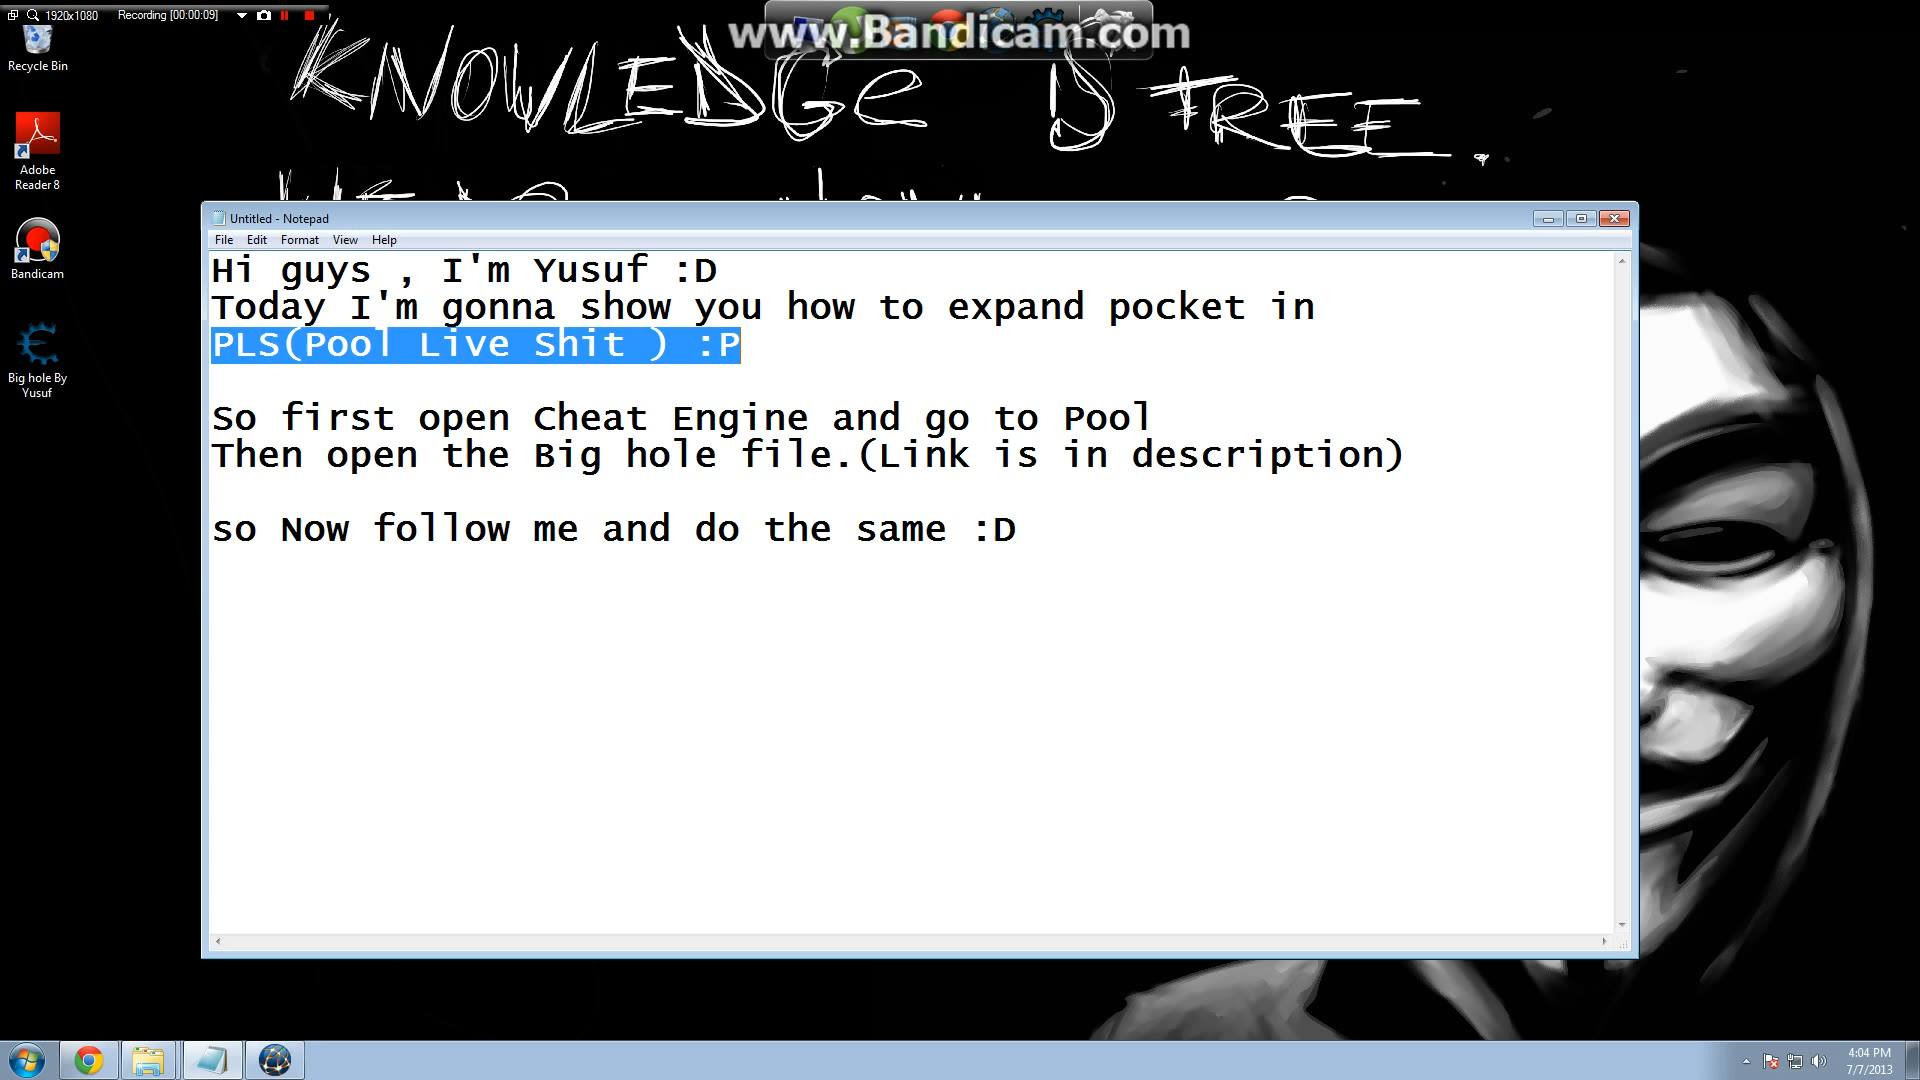 1920x1080 Recording [00:00:09]
www.Bandicam.com
Recycle Bin
KNOWLEDGE IS FREE.
Adobe
Reader 8
Bandicam
Big hole By
Yusuf
Untitled - Notepad
File Edit Format View Help
Hi guys , I'm Yusuf :D
Today I'm gonna show you how to expand pocket in
PLS(Pool Live Shit ) :P
So first open Cheat Engine and go to Pool
Then open the Big hole file.(Link is in description)
so Now follow me and do the same :D
4:04 PM
7/7/2013